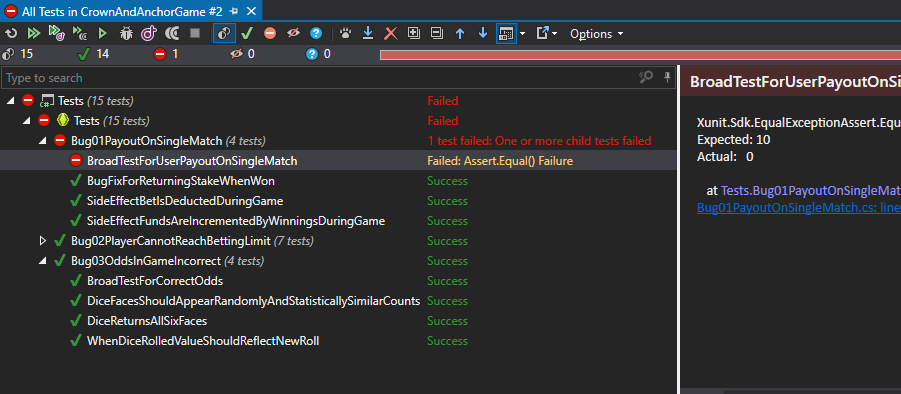 All Tests in CrownAndAnchorGame #2
Options
15 14 1 0 0
Type to search
Tests (15 tests) Failed
Tests (15 tests) Failed
Bug01PayoutOnSingleMatch (4 tests) 1 test failed: One or more child tests failed
BroadTestForUserPayoutOnSingleMatch Failed: Assert.Equal() Failure
BugFixForReturningStakeWhenWon Success
SideEffectBetIsDeductedDuringGame Success
SideEffectFundsAreIncrementedByWinningsDuringGame Success
Bug02PlayerCannotReachBettingLimit (7 tests) Success
Bug03OddsInGameIncorrect (4 tests) Success
BroadTestForCorrectOdds Success
DiceFacesShouldAppearRandomlyAndStatisticallySimilarCounts Success
DiceReturnsAllSixFaces Success
WhenDiceRolledValueShouldReflectNewRoll Success
BroadTestForUserPayoutOnSi
Xunit.Sdk.EqualExceptionAssert.Equ
Expected: 10
Actual: 0
at Tests.Bug01PayoutOnSingleMat
Bug01PayoutOnSingleMatch.cs: line